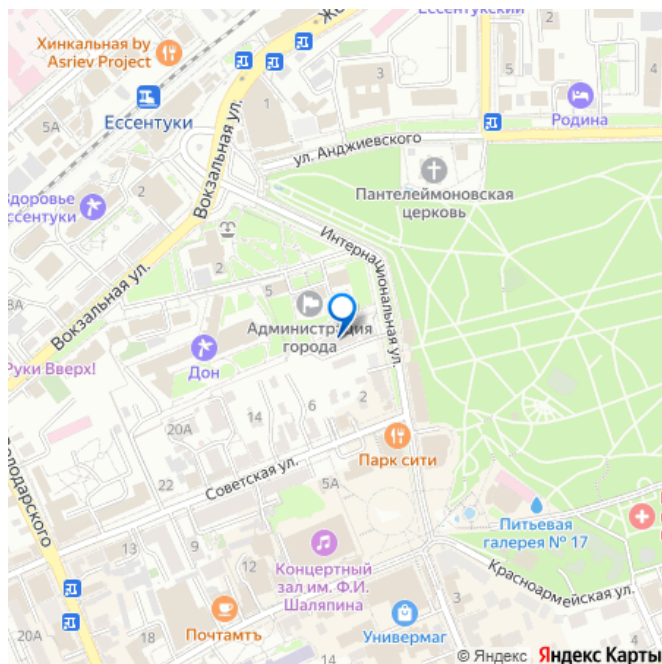 Ессентукский
Хинкальная by
Asriev Project
3
5
5А
1
Ессентуки
Родина
ул. Анджиевского
Вокзальная ул.
2
Пантелеймоновская
церковь
Здоровье
Ессентуки
Интернациональная ул.
2
5
Вокзальная ул.
8А
Администрация
города
Руки Вверх!
Дон
6
2
14
20А
Парк сити
Советская ул.
22
5А
Володарского
Питьевая
галерея № 17
13
9
Концертный
зал им. Ф.И.
Шаляпина
Красноармейская ул.
3
Почтамтъ
Универмаг
4
20А
18
14
© Яндекс Яндекс Карты